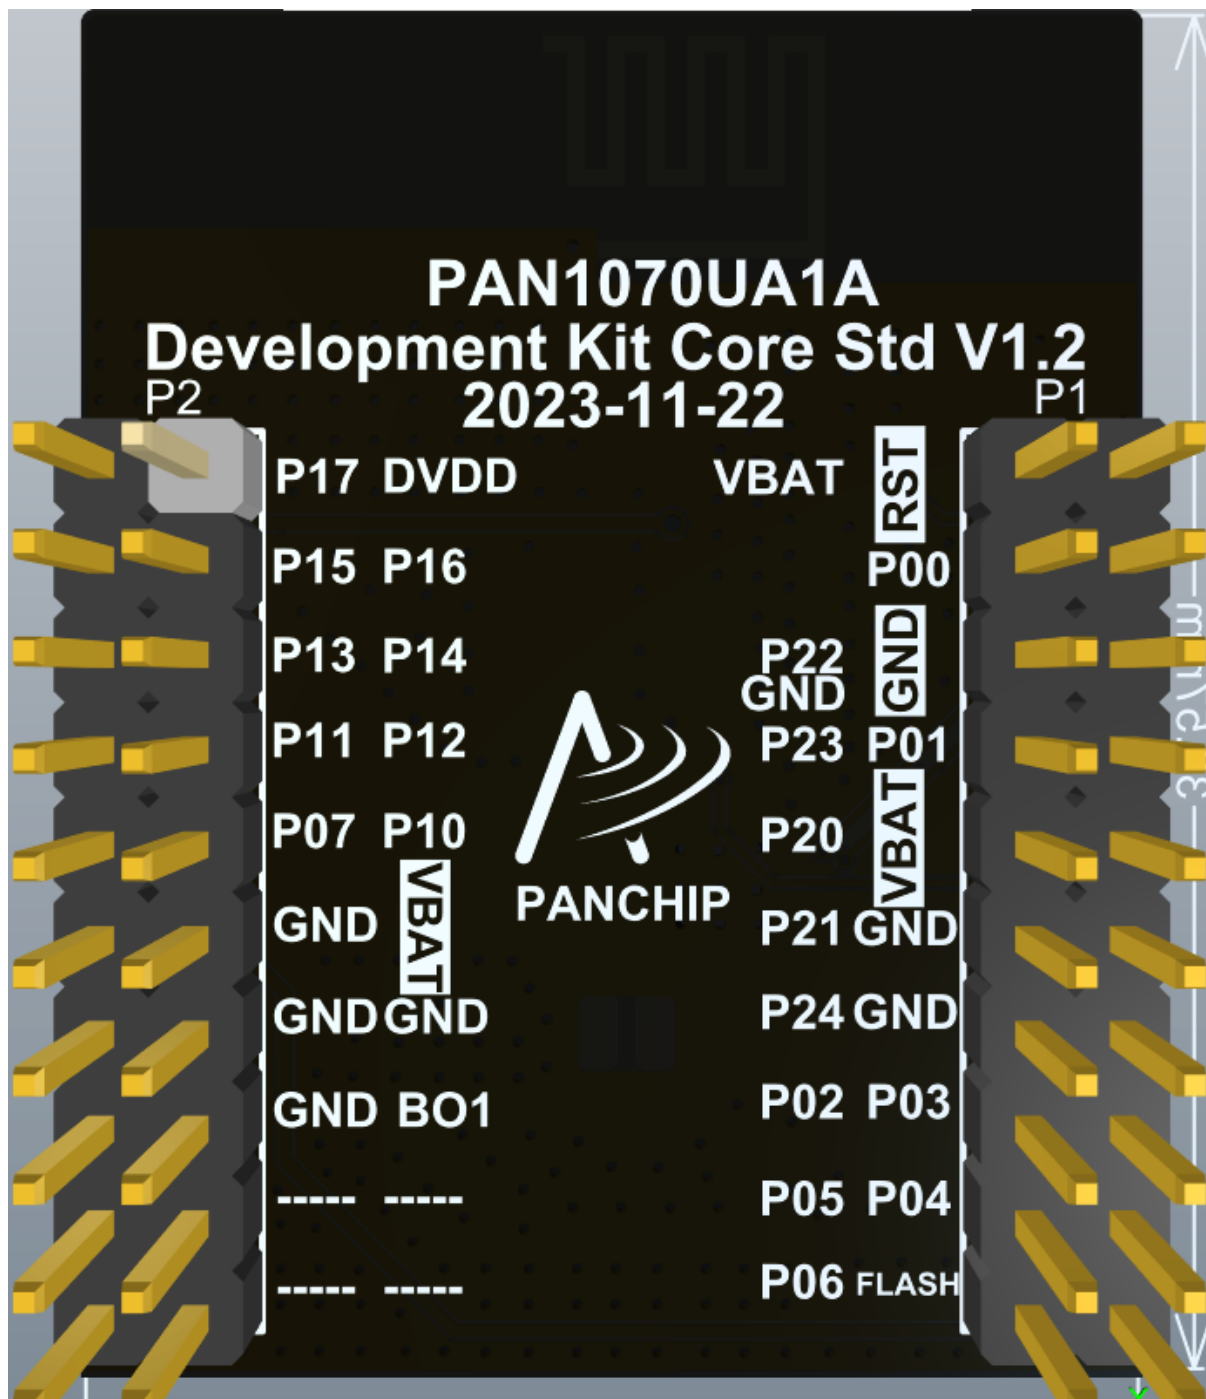 PAN1070UA1A
Development Kit Core Std V1.2
2023-11-22
P2 P1
P17 DVDD VBAT RST
P15 P16 P00
P13 P14 P22 GND
GND
P11 P12 P23 P01
P07 P10 P20 VBAT
PANCHIP
GND VBAT P21 GND
GND GND P24 GND
GND BO1 P02 P03
----- ----- P05 P04
----- ----- P06 FLASH